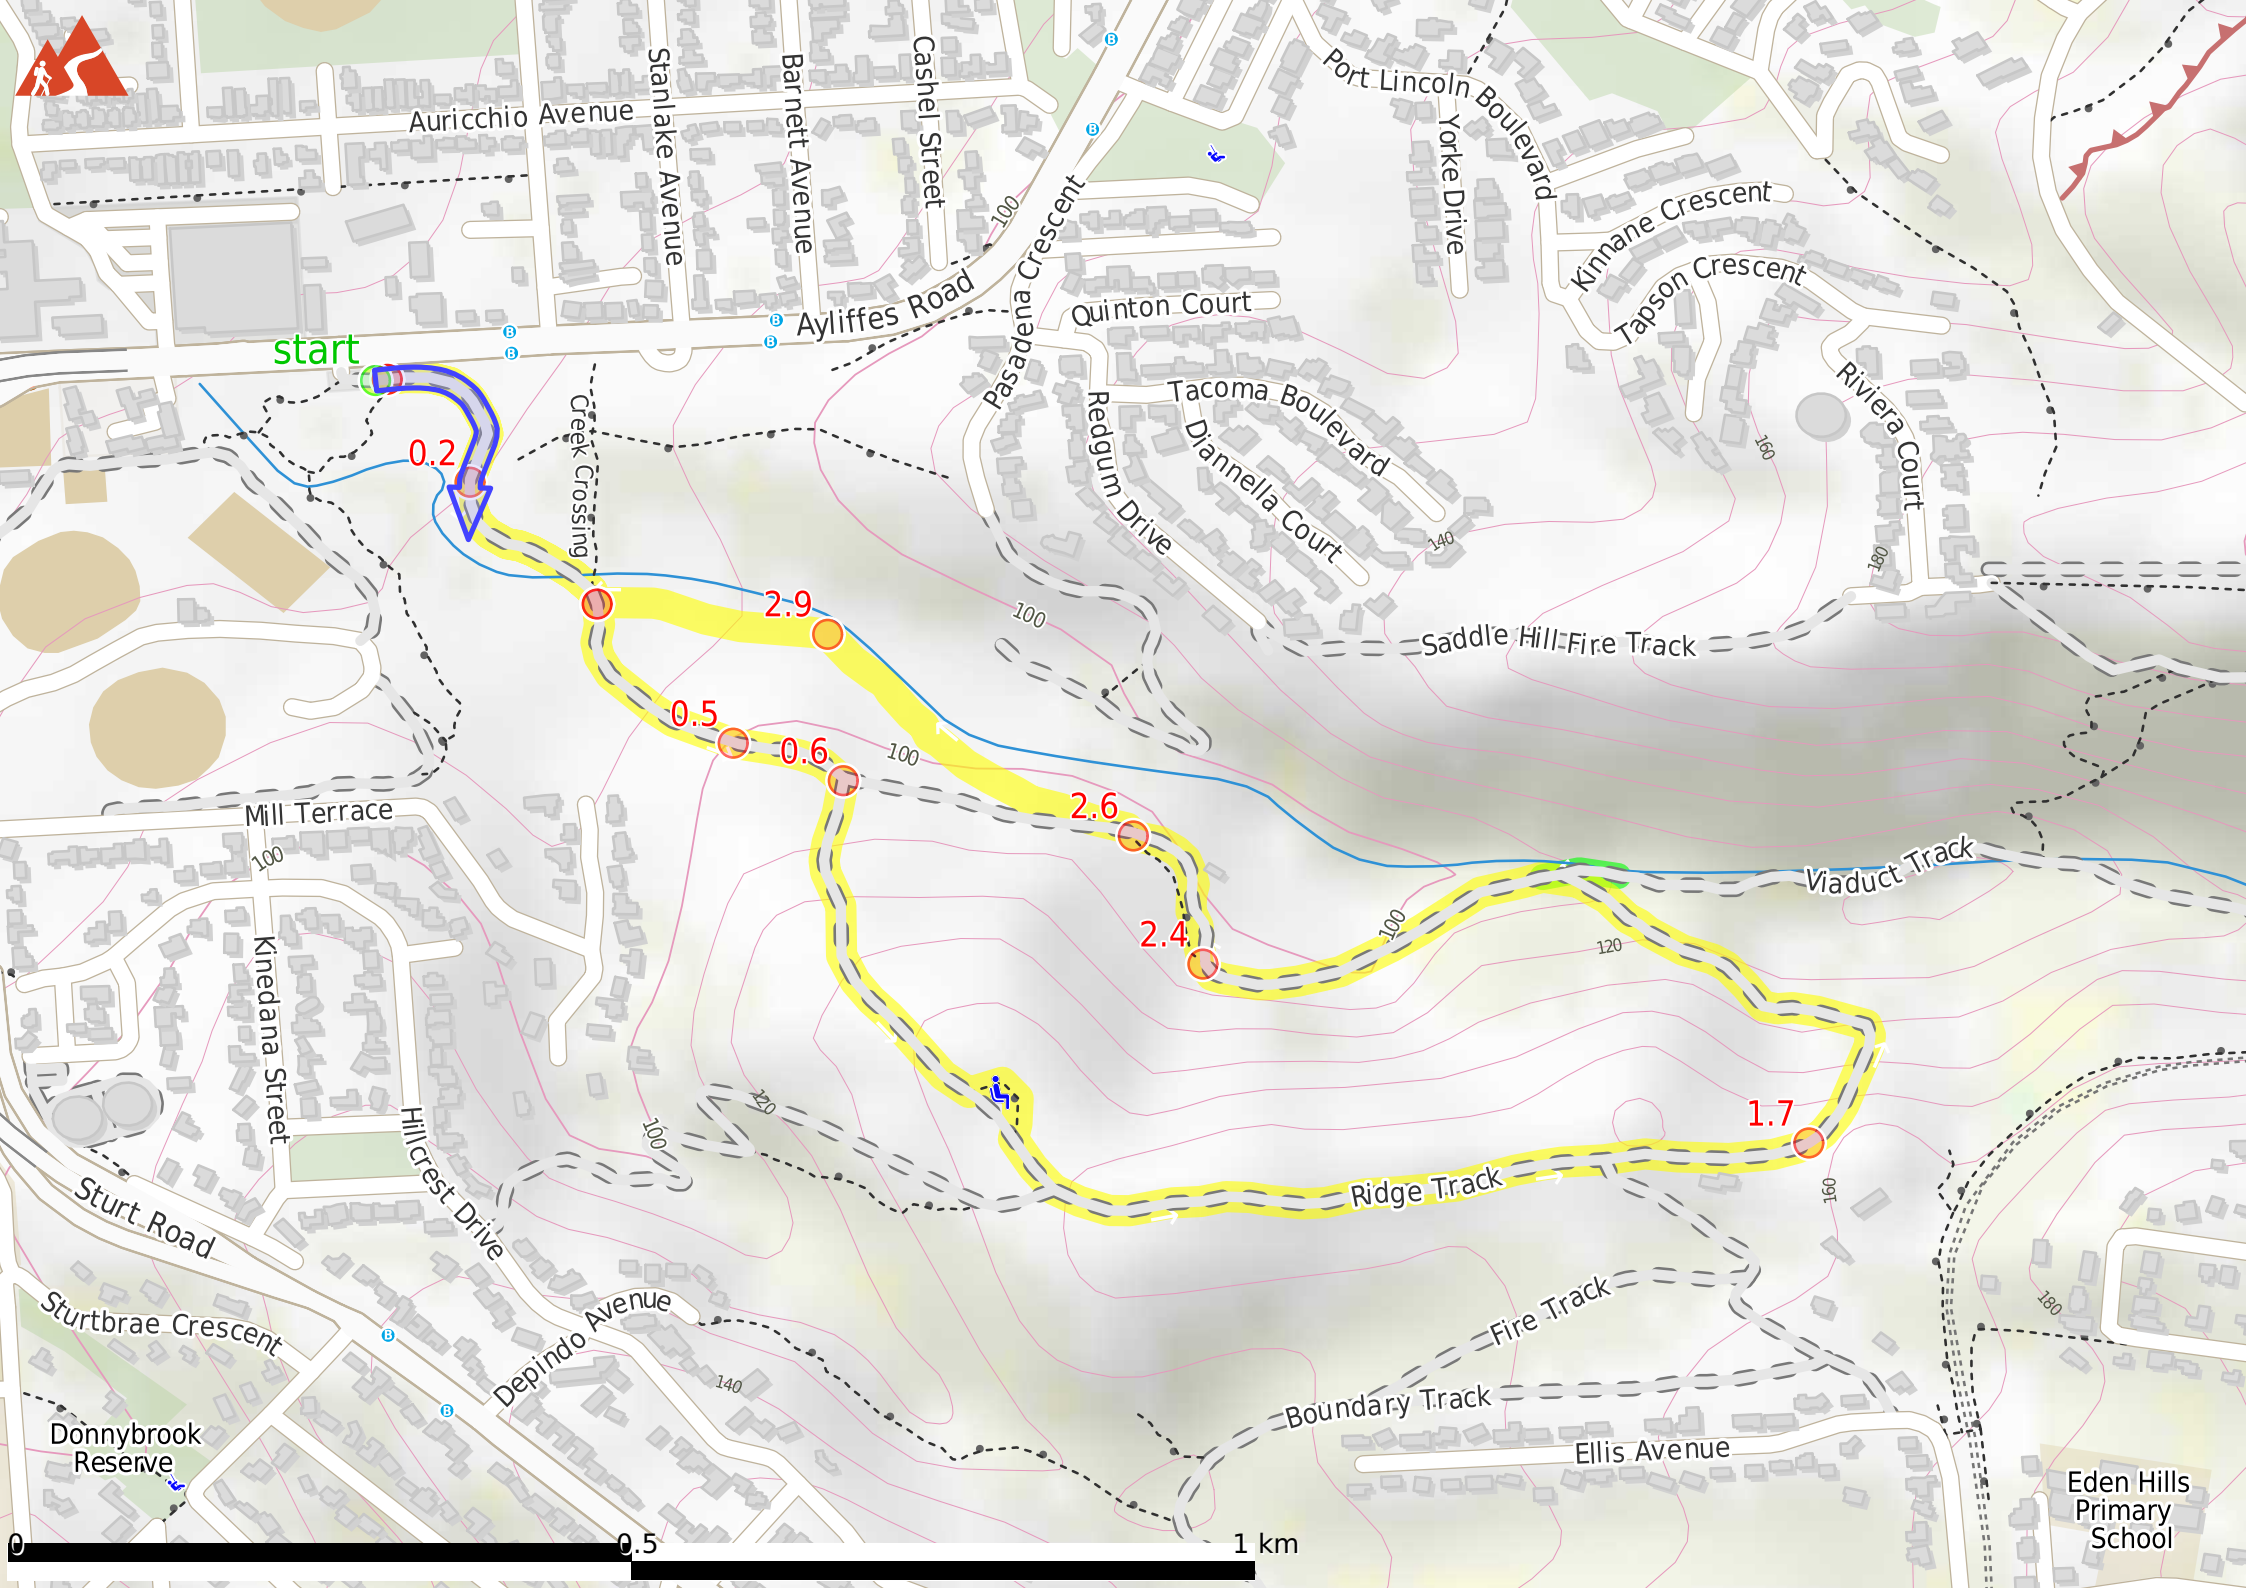 Auricchio Avenue
Stanlake Avenue
Barnett Avenue
Cashel Street
Port Lincoln Boulevard
Yorke Drive
Kinnane Crescent
Tapson Crescent
100
Pasadena Crescent
Ayliffes Road
Quinton Court
start
Tacoma Boulevard
Riviera Court
Redgum Drive
Diannella Court
160
0.2
Creek Crossing
140
180
2.9
100
Saddle Hill Fire Track
0.5
0.6
100
2.6
Mill Terrace
100
Viaduct Track
2.4
100
120
Kinedana Street
120
100
1.7
Hillcrest Drive
Ridge Track
160
Sturt Road
Fire Track
180
Sturtbrae Crescent
Depindo Avenue
140
Boundary Track
Donnybrook
Reserve
Ellis Avenue
Eden Hills
Primary
School
0
0.5
1 km
B
B
B
B
B
B
B
B